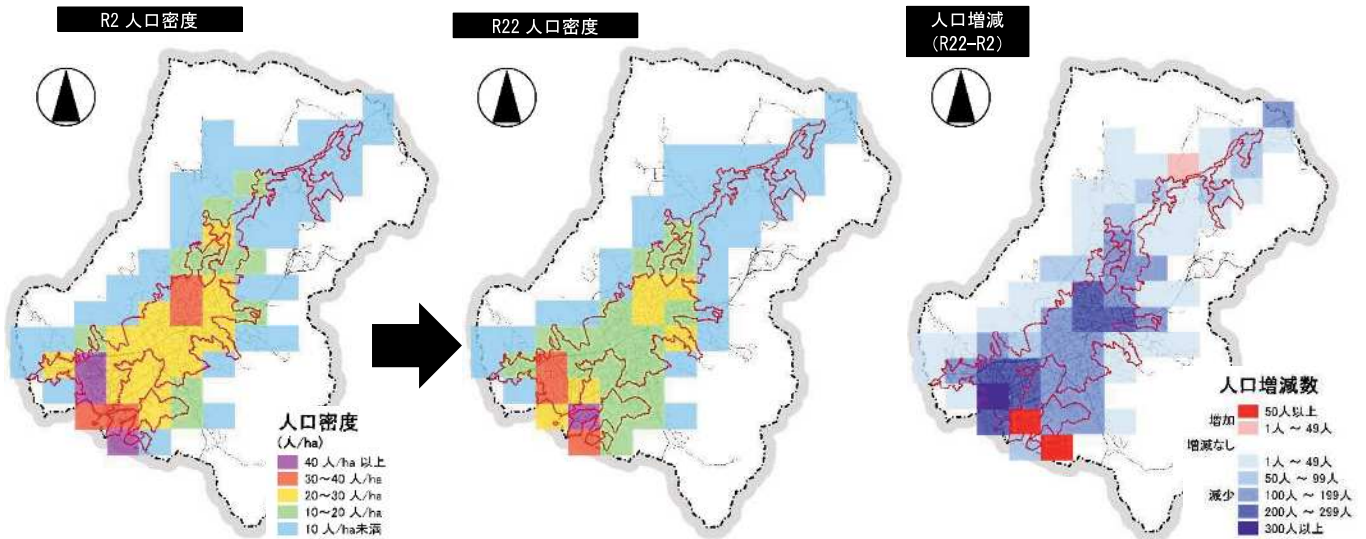 R2 人口密度
人口密度
(人/ha)
40 人/ha 以上
30～40 人/ha
20～30 人/ha
10～20 人/ha
10 人/ha未満
R22 人口密度
人口増減
(R22-R2)
人口増減数
増加
50人以上
1人 ～ 49人
増減なし
減少
1人 ～ 49人
50人 ～ 99人
100人 ～ 199人
200人 ～ 299人
300人以上